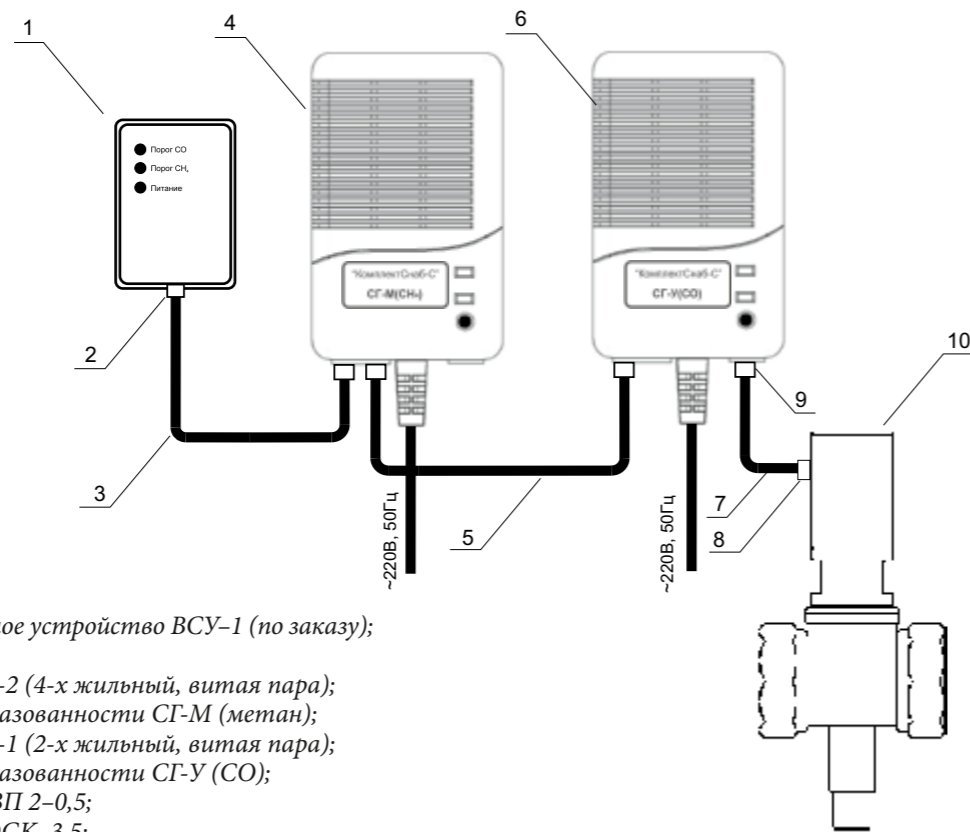 1
4
6
Порог CO
Порог CH₄
Питание
"КомплектСнаб-С"
СГ-М(CH₄)
"КомплектСнаб-С"
СГ-У(CO)
2
9
10
3
~220В, 50Гц
5
~220В, 50Гц
7
8
ое устройство ВСУ–1 (по заказу);
-2 (4-х жильный, витая пара);
азованности СГ-М (метан);
-1 (2-х жильный, витая пара);
азованности СГ-У (СО);
ВП 2–0,5;